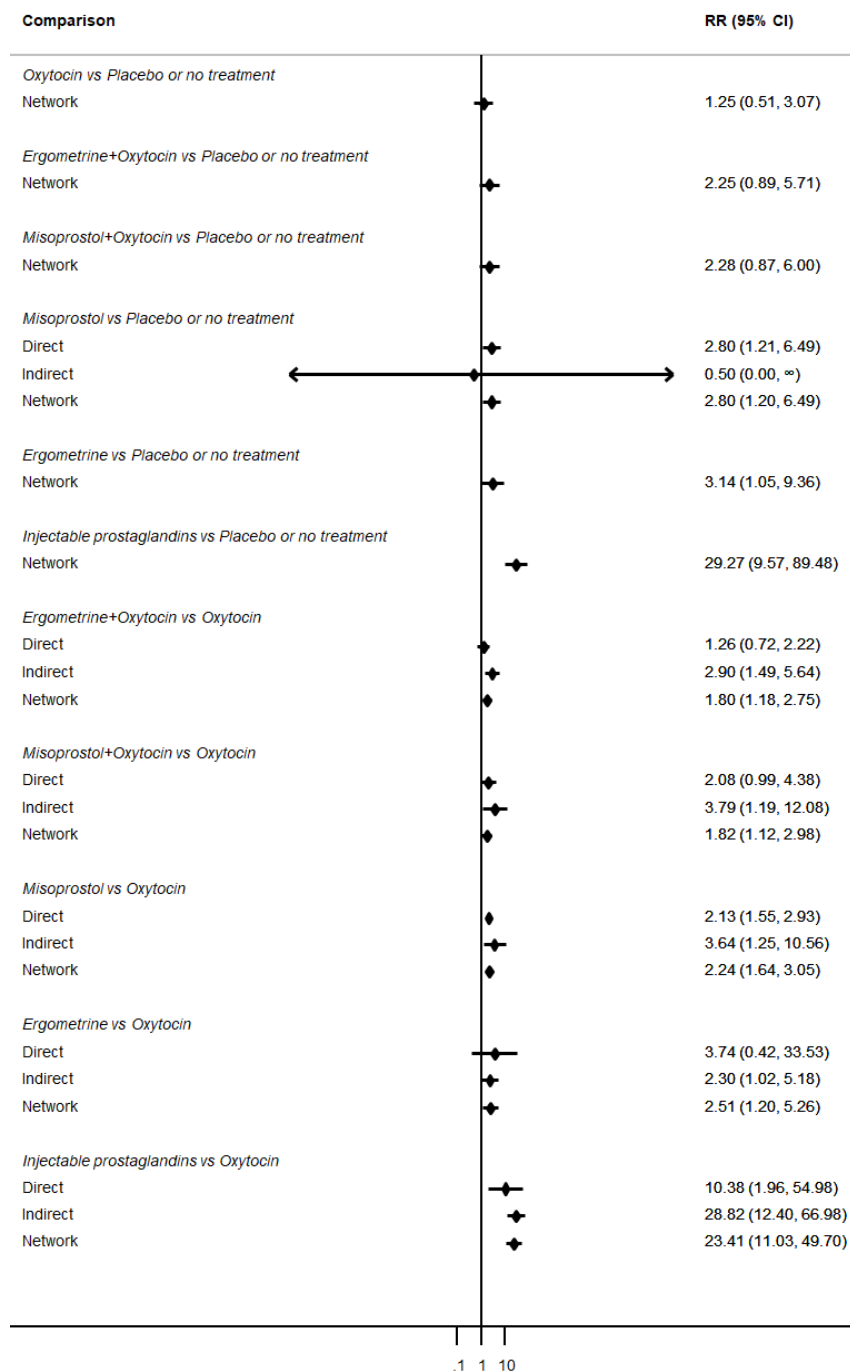 Comparison RR (95% CI)
Oxytocin vs Placebo or no treatment
Network 1.25 (0.51, 3.07)
Ergometrine+Oxytocin vs Placebo or no treatment
Network 2.25 (0.89, 5.71)
Misoprostol+Oxytocin vs Placebo or no treatment
Network 2.28 (0.87, 6.00)
Misoprostol vs Placebo or no treatment
Direct 2.80 (1.21, 6.49)
Indirect 0.50 (0.00, ∞)
Network 2.80 (1.20, 6.49)
Ergometrine vs Placebo or no treatment
Network 3.14 (1.05, 9.36)
Injectable prostaglandins vs Placebo or no treatment
Network 29.27 (9.57, 89.48)
Ergometrine+Oxytocin vs Oxytocin
Direct 1.26 (0.72, 2.22)
Indirect 2.90 (1.49, 5.64)
Network 1.80 (1.18, 2.75)
Misoprostol+Oxytocin vs Oxytocin
Direct 2.08 (0.99, 4.38)
Indirect 3.79 (1.19, 12.08)
Network 1.82 (1.12, 2.98)
Misoprostol vs Oxytocin
Direct 2.13 (1.55, 2.93)
Indirect 3.64 (1.25, 10.56)
Network 2.24 (1.64, 3.05)
Ergometrine vs Oxytocin
Direct 3.74 (0.42, 33.53)
Indirect 2.30 (1.02, 5.18)
Network 2.51 (1.20, 5.26)
Injectable prostaglandins vs Oxytocin
Direct 10.38 (1.96, 54.98)
Indirect 28.82 (12.40, 66.98)
Network 23.41 (11.03, 49.70)
.1 1 10